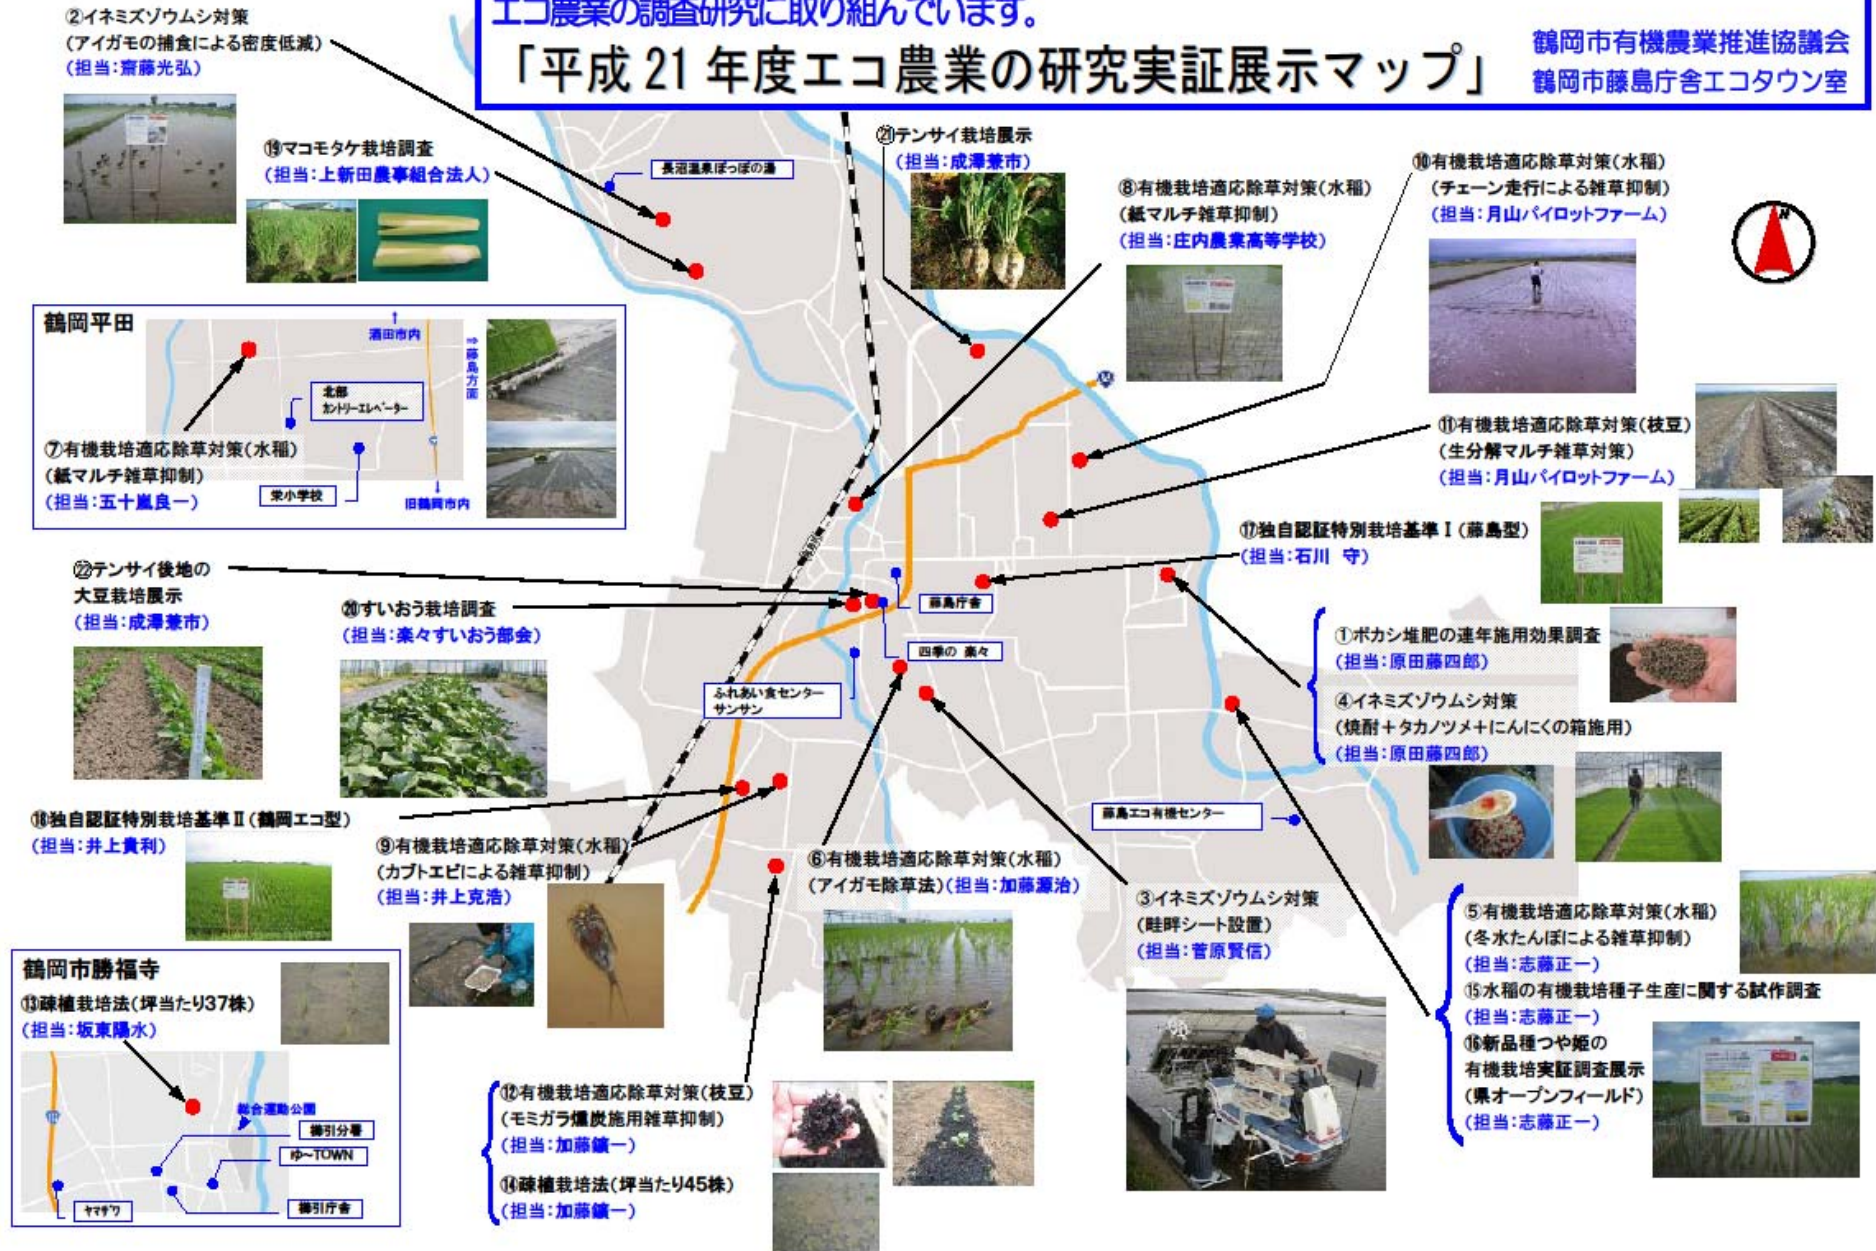 エコ農業の調査研究に取り組んでいます。
「平成21年度エコ農業の研究実証展示マップ」
鶴岡市有機農業推進協議会
鶴岡市藤島庁舎エコタウン室
②イネミズゾウムシ対策
(アイガモの捕食による密度低減)
(担当:齋藤光弘)
⑲マコモタケ栽培調査
(担当:上新田農事組合法人)
長沼温泉ぽっぽの湯
㉑テンサイ栽培展示
(担当:成澤兼市)
⑧有機栽培適応除草対策(水稲)
(紙マルチ雑草抑制)
(担当:庄内農業高等学校)
⑩有機栽培適応除草対策(水稲)
(チェーン走行による雑草抑制)
(担当:月山パイロットファーム)
N
鶴岡平田
酒田市内
⇒藤島方面
北部
カントリーエレベーター
栄小学校
旧鶴岡市内
⑦有機栽培適応除草対策(水稲)
(紙マルチ雑草抑制)
(担当:五十嵐良一)
⑪有機栽培適応除草対策(枝豆)
(生分解マルチ雑草対策)
(担当:月山パイロットファーム)
⑰独自認証特別栽培基準Ⅰ(藤島型)
(担当:石川 守)
㉒テンサイ後地の
大豆栽培展示
(担当:成澤兼市)
⑳すいおう栽培調査
(担当:楽々すいおう部会)
藤島庁舎
四季の 楽々
ふれあい食センター
サンサン
①ボカシ堆肥の連年施用効果調査
(担当:原田藤四郎)
④イネミズゾウムシ対策
(焼酎+タカノツメ+にんにくの箱施用)
(担当:原田藤四郎)
藤島エコ有機センター
⑱独自認証特別栽培基準Ⅱ(鶴岡エコ型)
(担当:井上貴利)
⑨有機栽培適応除草対策(水稲)
(カブトエビによる雑草抑制)
(担当:井上克浩)
⑥有機栽培適応除草対策(水稲)
(アイガモ除草法)(担当:加藤源治)
③イネミズゾウムシ対策
(畦畔シート設置)
(担当:菅原賢信)
⑤有機栽培適応除草対策(水稲)
(冬水たんぼによる雑草抑制)
(担当:志藤正一)
⑮水稲の有機栽培種子生産に関する試作調査
(担当:志藤正一)
⑯新品種つや姫の
有機栽培実証調査展示
(県オープンフィールド)
(担当:志藤正一)
鶴岡市勝福寺
⑬疎植栽培法(坪当たり37株)
(担当:坂東陽水)
総合運動公園
櫛引分署
ゆ~TOWN
櫛引庁舎
ヤマザワ
⑫有機栽培適応除草対策(枝豆)
(モミガラ燻炭施用雑草抑制)
(担当:加藤鐵一)
⑭疎植栽培法(坪当たり45株)
(担当:加藤鐵一)